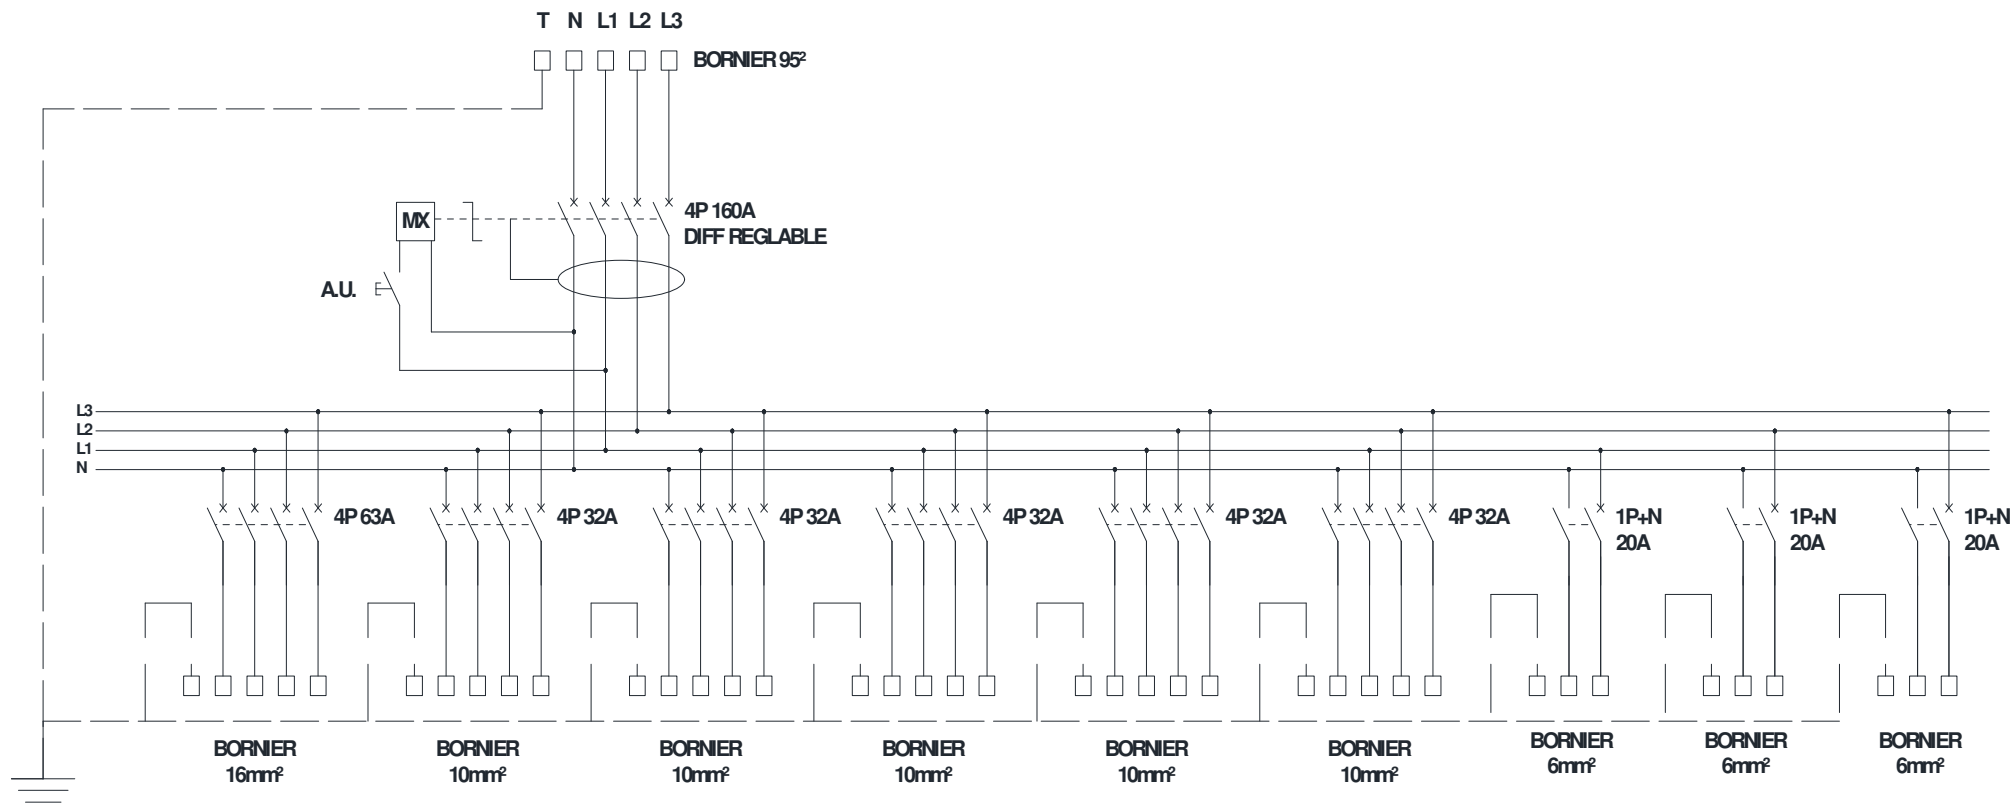 T N L1 L2 L3
BORNIER 95²
MX
4P 160A
DIFF REGLABLE
A.U.
L3
L2
L1
N
4P 63A
4P 32A
4P 32A
4P 32A
4P 32A
4P 32A
1P+N
20A
1P+N
20A
1P+N
20A
BORNIER
16mm²
BORNIER
10mm²
BORNIER
10mm²
BORNIER
10mm²
BORNIER
10mm²
BORNIER
10mm²
BORNIER
6mm²
BORNIER
6mm²
BORNIER
6mm²